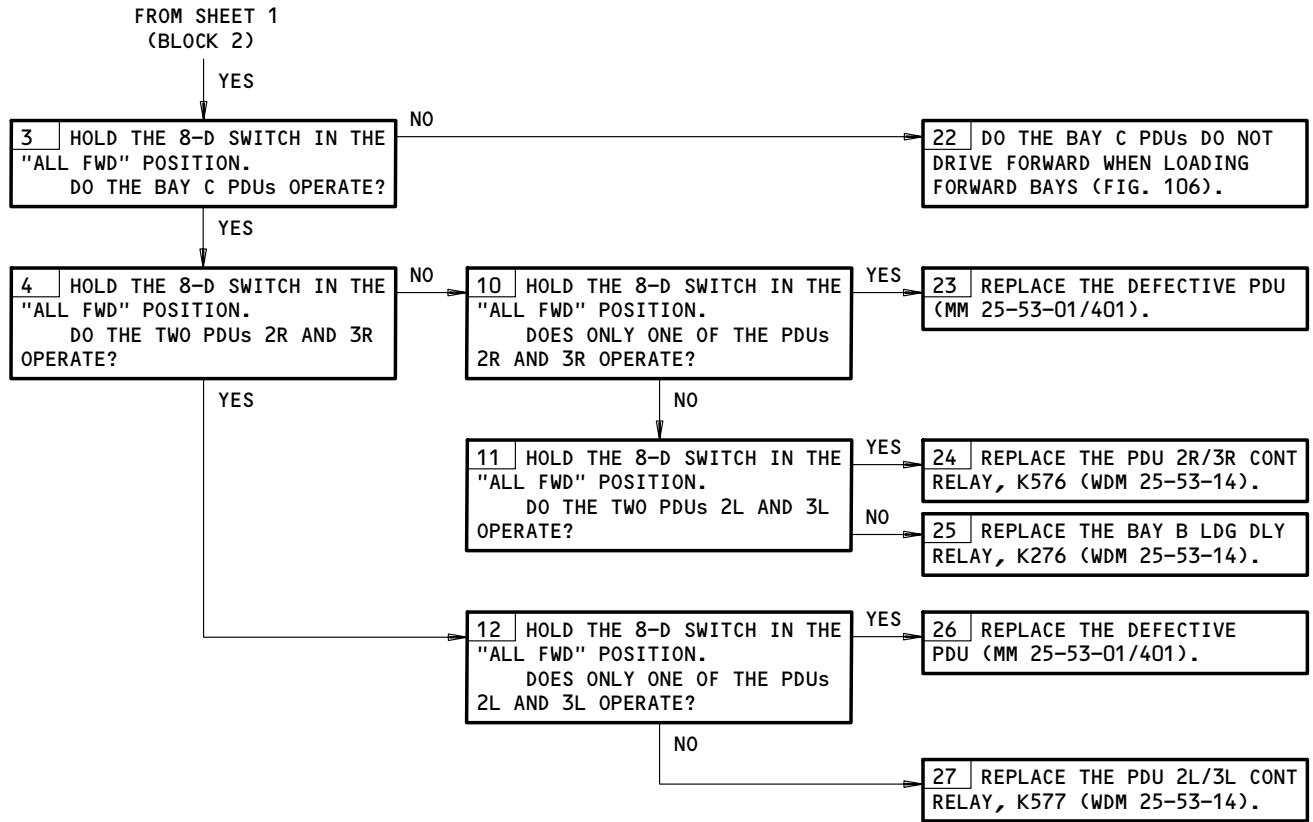 FROM SHEET 1
(BLOCK 2)
YES
3 HOLD THE 8-D SWITCH IN THE
"ALL FWD" POSITION.
DO THE BAY C PDUs OPERATE?
NO
22 DO THE BAY C PDUs DO NOT
DRIVE FORWARD WHEN LOADING
FORWARD BAYS (FIG. 106).
YES
4 HOLD THE 8-D SWITCH IN THE
"ALL FWD" POSITION.
DO THE TWO PDUs 2R AND 3R
OPERATE?
NO
10 HOLD THE 8-D SWITCH IN THE
"ALL FWD" POSITION.
DOES ONLY ONE OF THE PDUs
2R AND 3R OPERATE?
YES
23 REPLACE THE DEFECTIVE PDU
(MM 25-53-01/401).
YES
NO
11 HOLD THE 8-D SWITCH IN THE
"ALL FWD" POSITION.
DO THE TWO PDUs 2L AND 3L
OPERATE?
YES
24 REPLACE THE PDU 2R/3R CONT
RELAY, K576 (WDM 25-53-14).
NO
25 REPLACE THE BAY B LDG DLY
RELAY, K276 (WDM 25-53-14).
12 HOLD THE 8-D SWITCH IN THE
"ALL FWD" POSITION.
DOES ONLY ONE OF THE PDUs
2L AND 3L OPERATE?
YES
26 REPLACE THE DEFECTIVE
PDU (MM 25-53-01/401).
NO
27 REPLACE THE PDU 2L/3L CONT
RELAY, K577 (WDM 25-53-14).